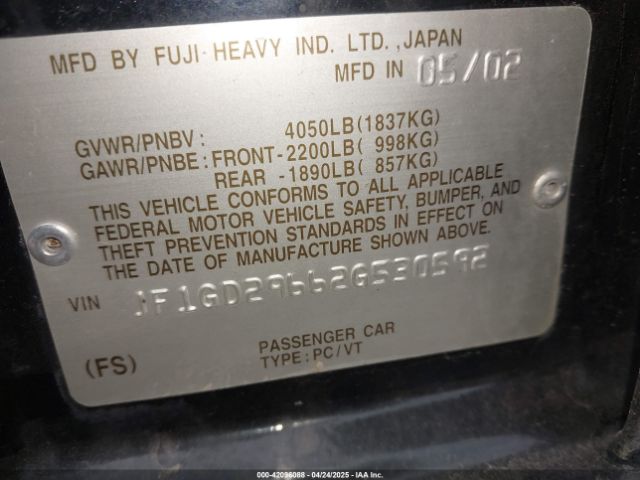 MFD BY FUJI HEAVY IND. LTD., JAPAN
MFD IN 05/02
GVWR/PNBV: 4050LB(1837KG)
GAWR/PNBE: FRONT-2200LB( 998KG)
REAR -1890LB( 857KG)
THIS VEHICLE CONFORMS TO ALL APPLICABLE
FEDERAL MOTOR VEHICLE SAFETY, BUMPER, AND
THEFT PREVENTION STANDARDS IN EFFECT ON
THE DATE OF MANUFACTURE SHOWN ABOVE.
VIN JF1GD29662G530592
(FS) PASSENGER CAR
TYPE:PC/VT
000-42096088 - 04/24/2025 - IAA Inc.